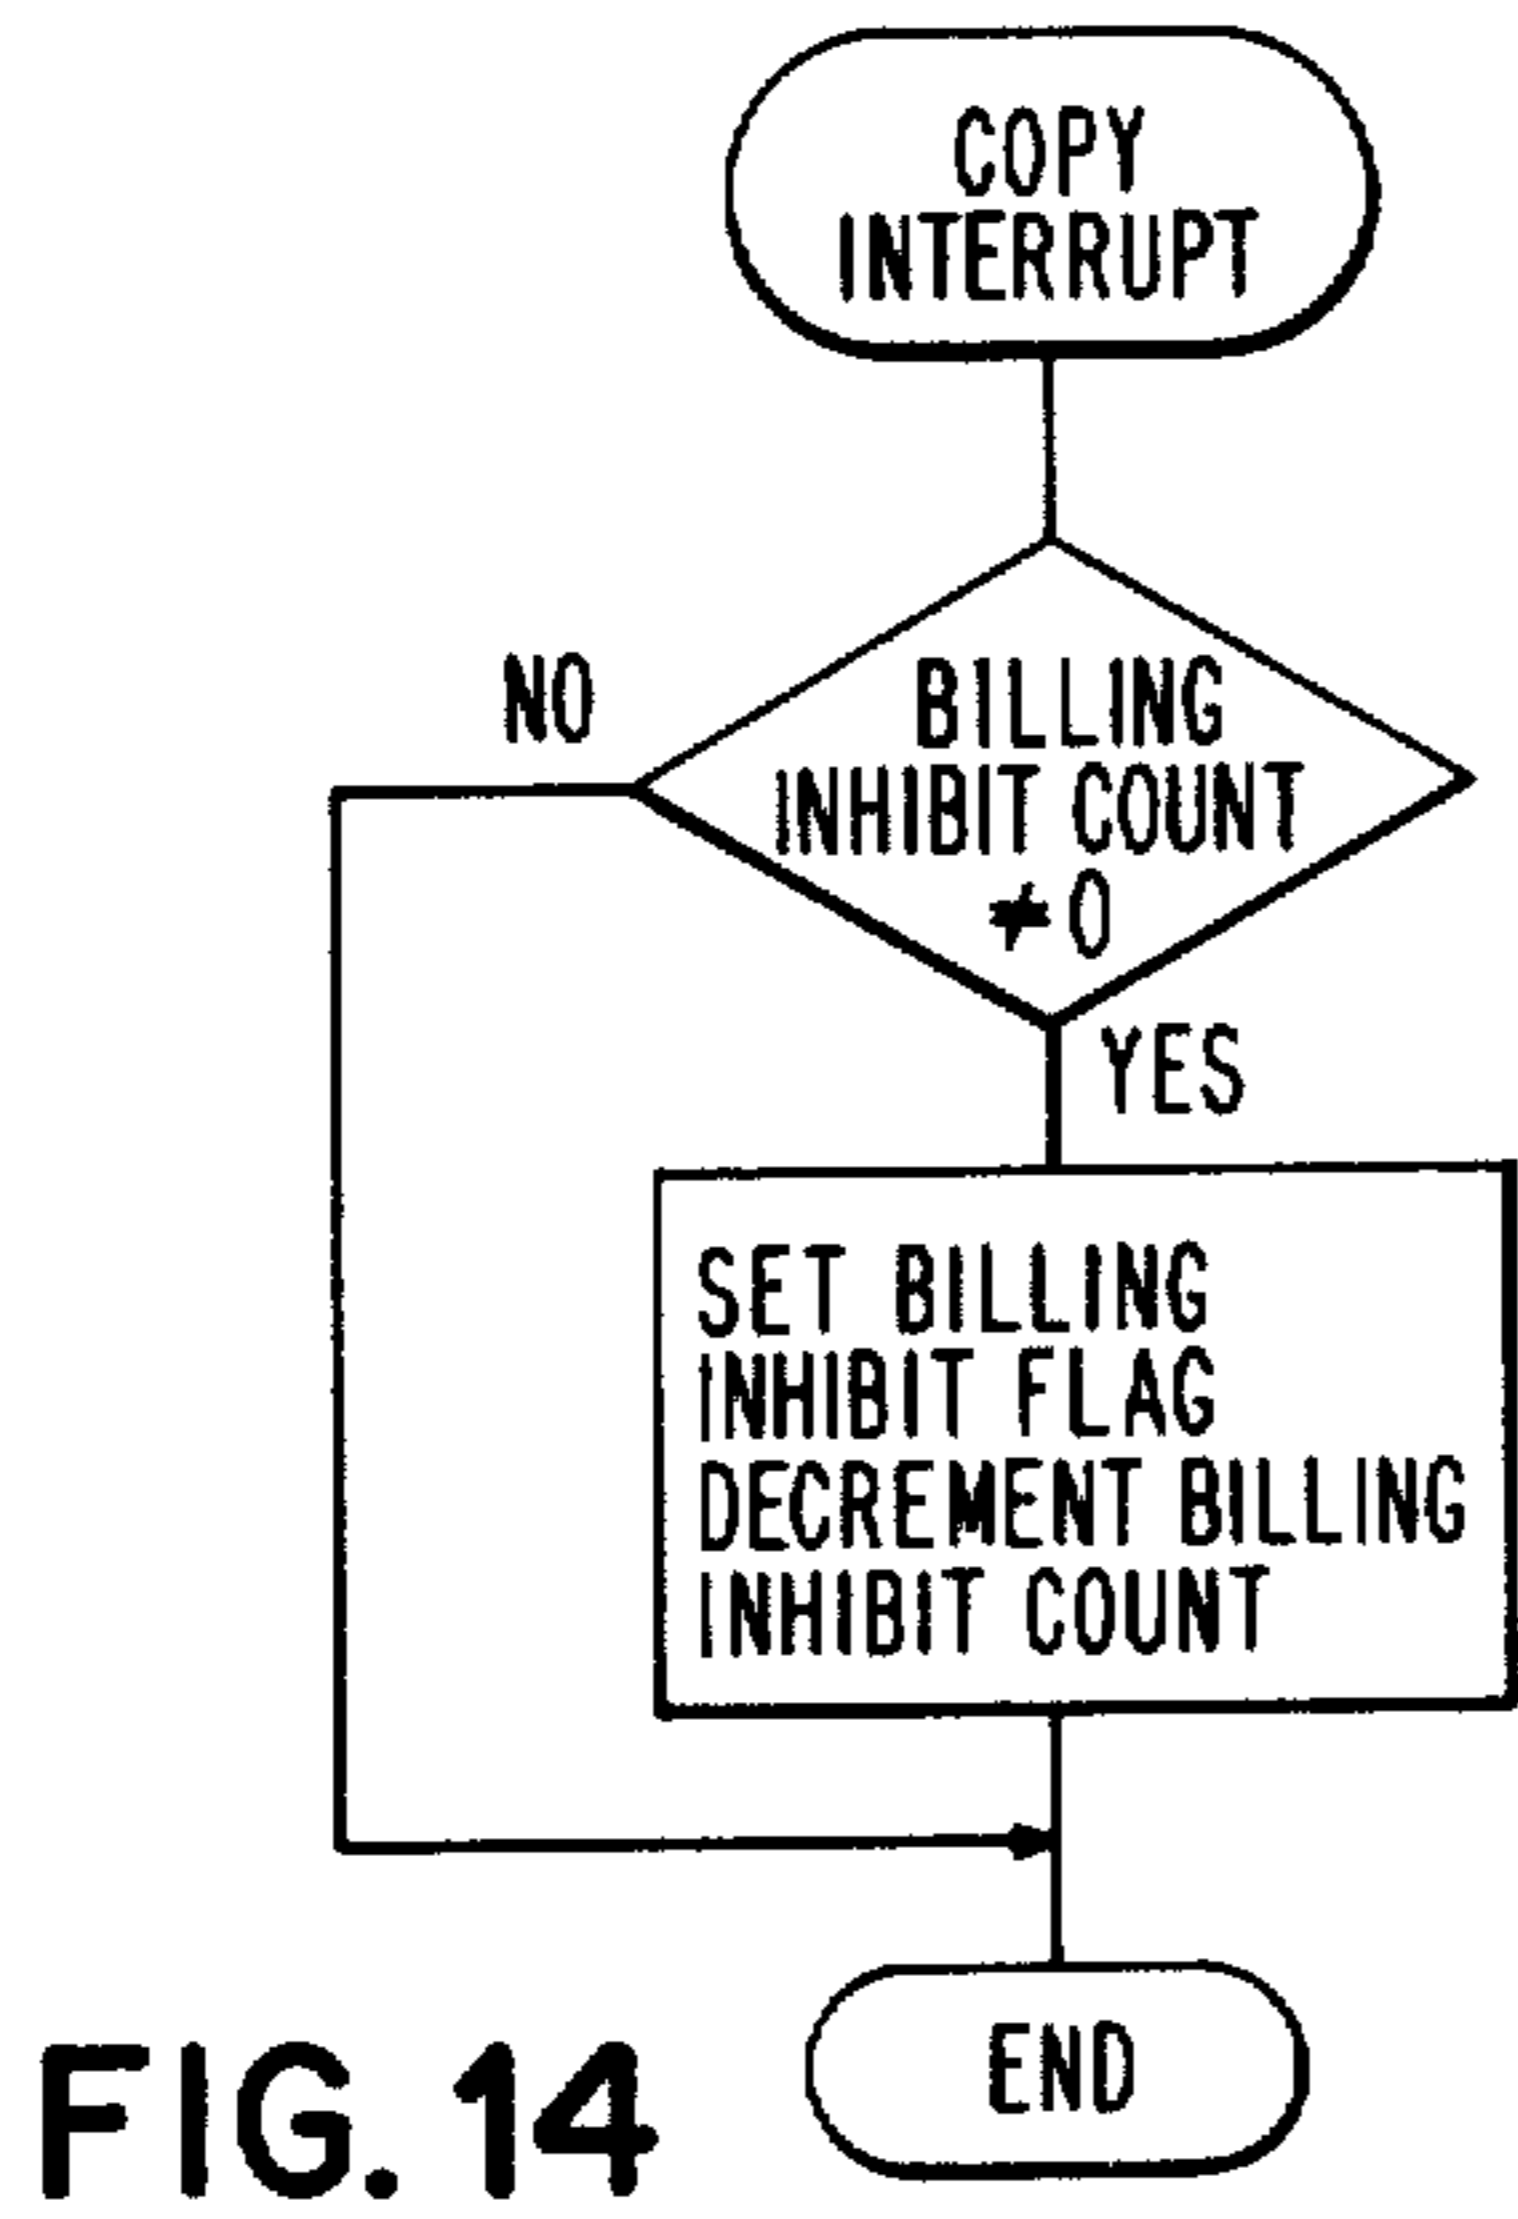 COPY
INTERRUPT
NO
BILLING
INHIBIT COUNT
≠ 0
YES
SET BILLING
INHIBIT FLAG
DECREMENT BILLING
INHIBIT COUNT
END
FIG. 14